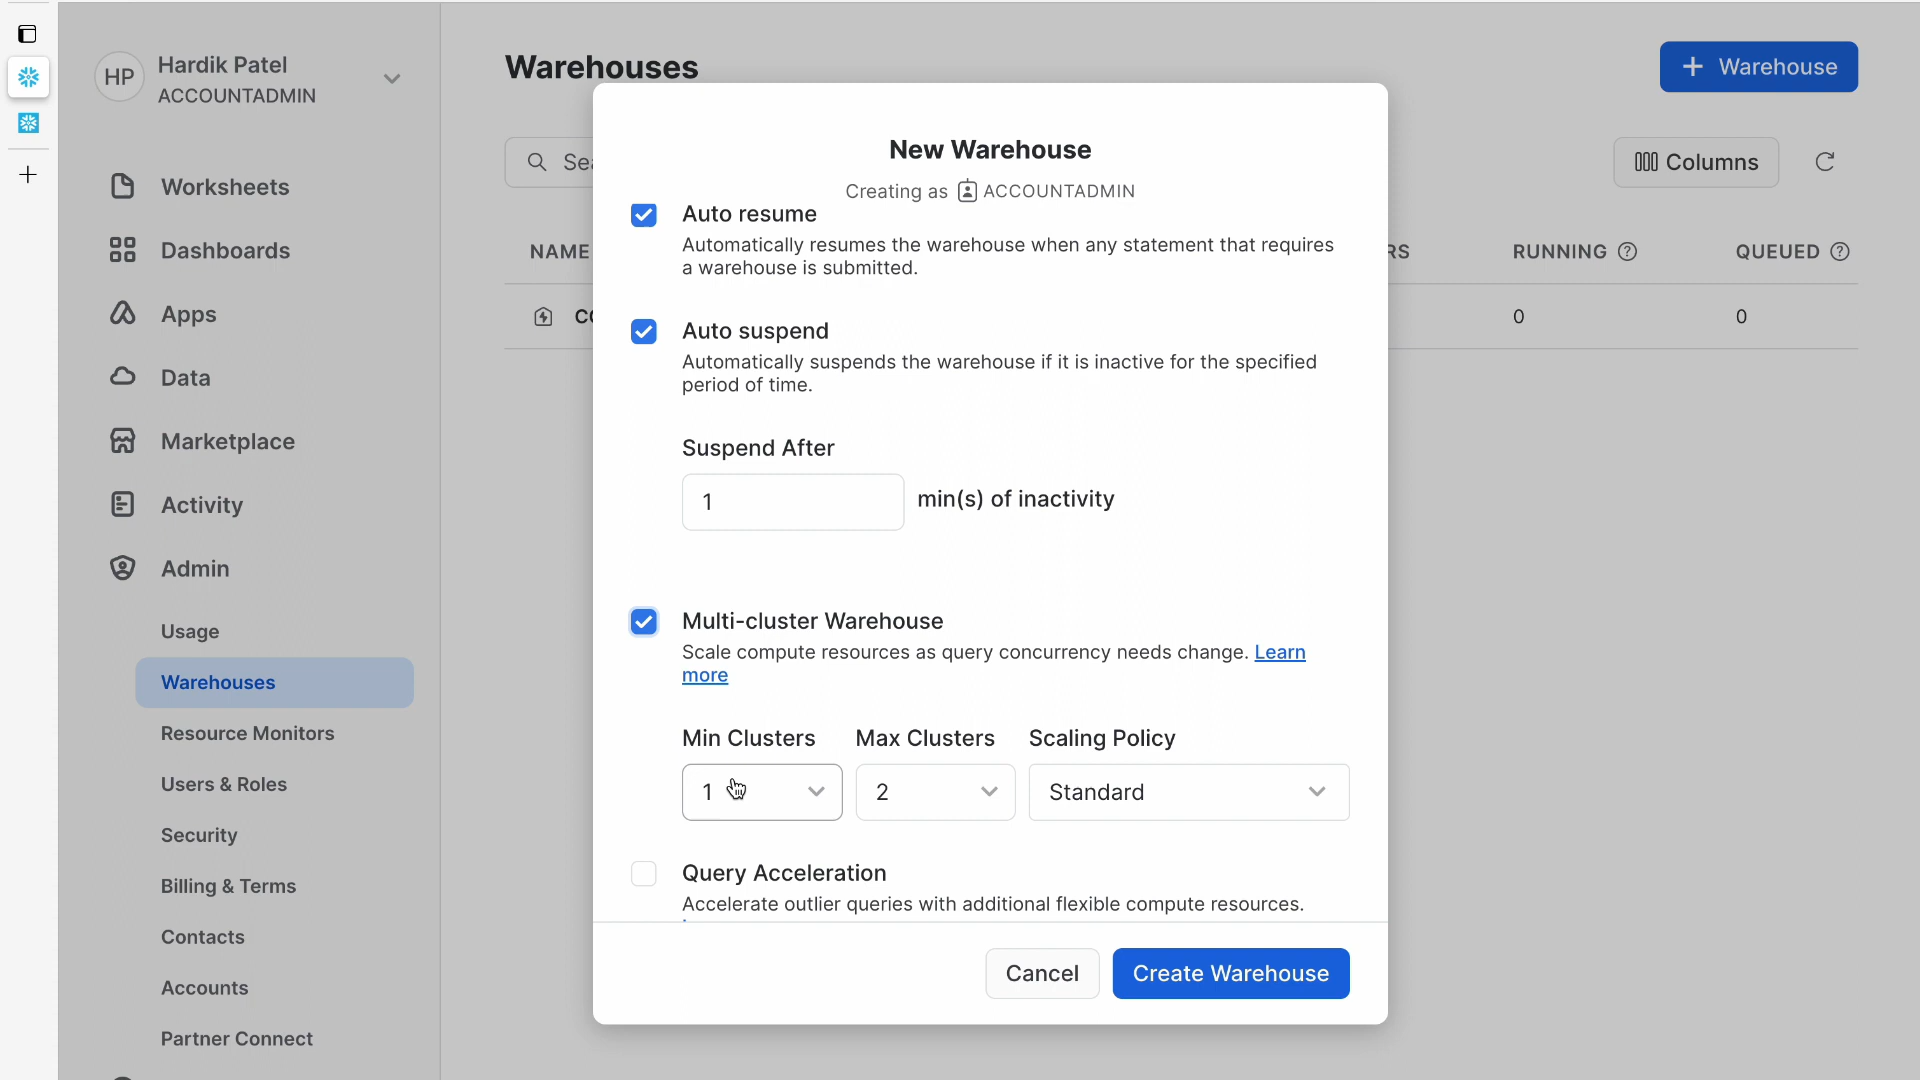 HP
Hardik Patel
ACCOUNTADMIN
Worksheets
Dashboards
Apps
Data
Marketplace
Activity
Admin
Usage
Warehouses
Resource Monitors
Users & Roles
Security
Billing & Terms
Contacts
Accounts
Partner Connect
Warehouses
+ Warehouse
Columns
NAME
RUNNING
QUEUED
0
0
New Warehouse
Creating as ACCOUNTADMIN
Auto resume
Automatically resumes the warehouse when any statement that requires
a warehouse is submitted.
Auto suspend
Automatically suspends the warehouse if it is inactive for the specified
period of time.
Suspend After
1 min(s) of inactivity
Multi-cluster Warehouse
Scale compute resources as query concurrency needs change. Learn
more
Min Clusters Max Clusters Scaling Policy
1 2 Standard
Query Acceleration
Accelerate outlier queries with additional flexible compute resources.
Cancel Create Warehouse